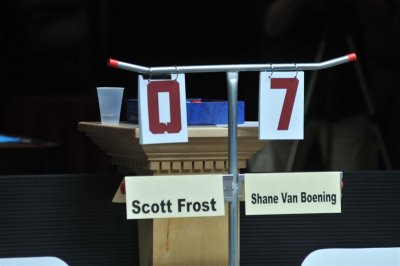 0 7
Scott Frost Shane Van Boening